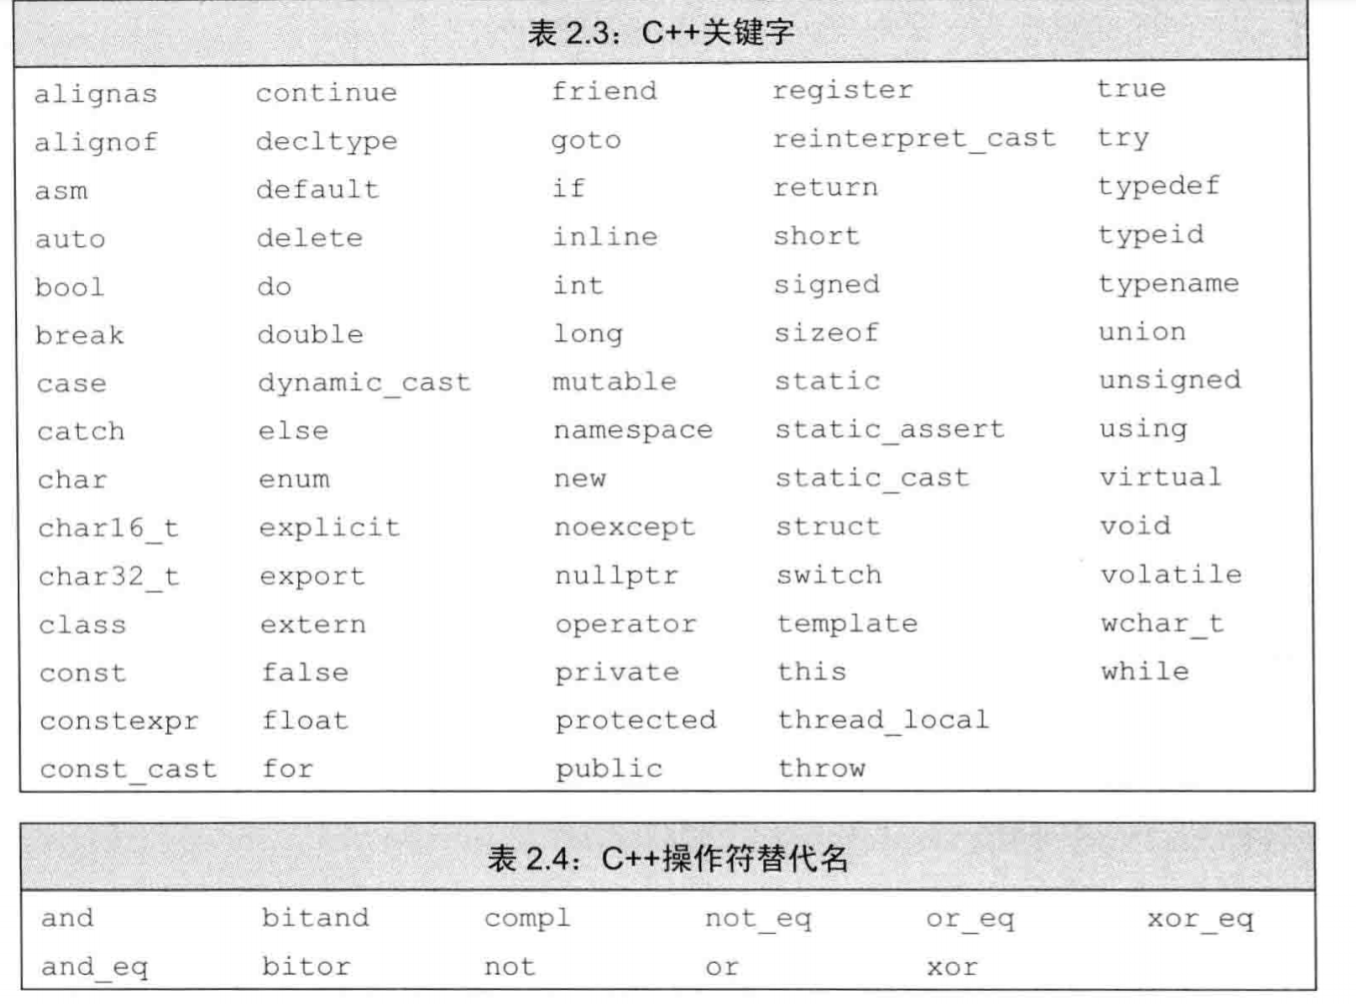 表 2.3：C++关键字
alignas continue friend register true
alignof decltype goto reinterpret_cast try
asm default if return typedef
auto delete inline short typeid
bool do int signed typename
break double long sizeof union
case dynamic_cast mutable static unsigned
catch else namespace static_assert using
char enum new static_cast virtual
char16_t explicit noexcept struct void
char32_t export nullptr switch volatile
class extern operator template wchar_t
const false private this while
constexpr float protected thread_local
const_cast for public throw
表 2.4：C++操作符替代名
and bitand compl not_eq or_eq xor_eq
and_eq bitor not or xor